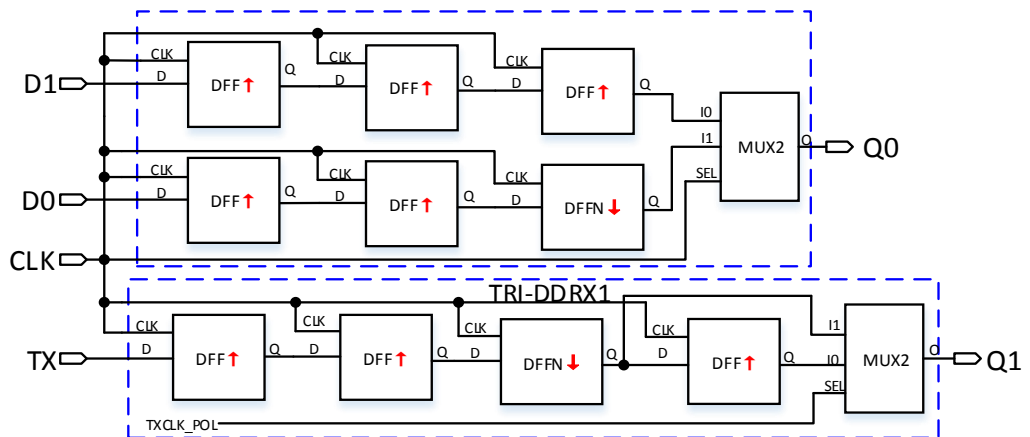 CLK CLK CLK
D1 D DFF↑ Q D DFF↑ Q D DFF↑ Q I0
I1 MUX2 O Q0
CLK CLK CLK SEL
D0 D DFF↑ Q D DFF↑ Q D DFFN↓ Q
CLK
TRI-DDRX1
CLK CLK CLK CLK I1
TX D DFF↑ Q D DFF↑ Q D DFFN↓ Q D DFF↑ Q I0 MUX2 O Q1
SEL
TXCLK_POL